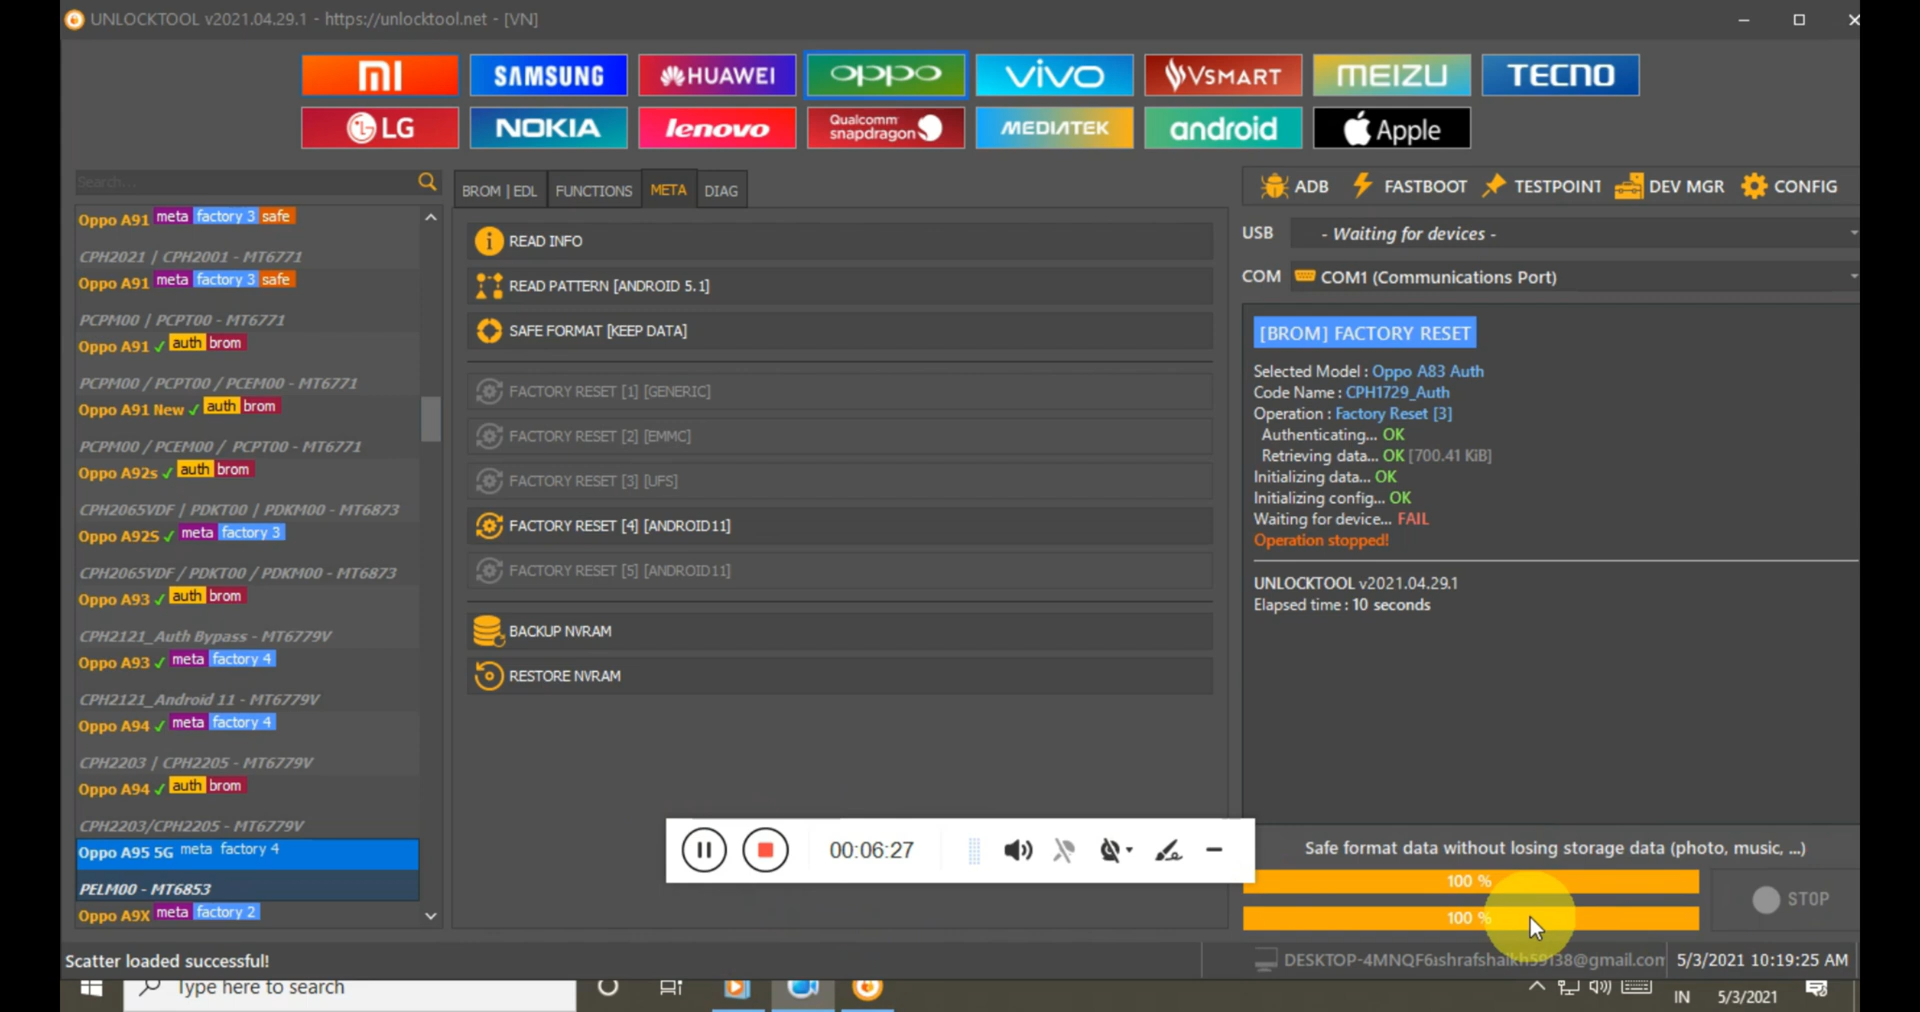 UNLOCKTOOL v2021.04.29.1 - https://unlocktool.net - [VN]
MI SAMSUNG HUAWEI oppo vivo VSMART MEIZU TECNO
LG NOKIA lenovo Qualcomm snapdragon MEDIATEK android Apple
Search...
Oppo A91 meta factory 3 safe
CPH2021 | CPH2001 - MT6771
Oppo A91 meta factory 3 safe
PCPM00 | PCPT00 - MT6771
Oppo A91 ✓ auth brom
PCPM00 / PCPT00 / PCEM00 - MT6771
Oppo A91 New ✓ auth brom
PCPM00 / PCEM00 / PCPT00 - MT6771
Oppo A92s ✓ auth brom
CPH2065VDF | PDKT00 | PDKM00 - MT6873
Oppo A92S ✓ meta factory 3
CPH2065VDF / PDKT00 / PDKM00 - MT6873
Oppo A93 ✓ auth brom
CPH2121_Auth Bypass - MT6779V
Oppo A93 ✓ meta factory 4
CPH2121_Android 11 - MT6779V
Oppo A94 ✓ meta factory 4
CPH2203 | CPH2205 - MT6779V
Oppo A94 ✓ auth brom
CPH2203/CPH2205 - MT6779V
Oppo A95 5G meta factory 4
PELM00 - MT6853
Oppo A9X meta factory 2
BROM | EDL FUNCTIONS META DIAG
READ INFO
READ PATTERN [ANDROID 5.1]
SAFE FORMAT [KEEP DATA]
FACTORY RESET [1] [GENERIC]
FACTORY RESET [2] [EMMC]
FACTORY RESET [3] [UFS]
FACTORY RESET [4] [ANDROID11]
FACTORY RESET [5] [ANDROID11]
BACKUP NVRAM
RESTORE NVRAM
00:06:27
ADB FASTBOOT TESTPOINT DEV MGR CONFIG
USB - Waiting for devices -
COM COM1 (Communications Port)
[BROM] FACTORY RESET
Selected Model : Oppo A83 Auth
Code Name : CPH1729_Auth
Operation : Factory Reset [3]
Authenticating... OK
Retrieving data... OK [700.41 KiB]
Initializing data... OK
Initializing config... OK
Waiting for device... FAIL
Operation stopped!
UNLOCKTOOL v2021.04.29.1
Elapsed time : 10 seconds
Safe format data without losing storage data (photo, music, ...)
100 %
100 %
STOP
Scatter loaded successful!
5/3/2021 10:19:25 AM
Type here to search
IN 5/3/2021